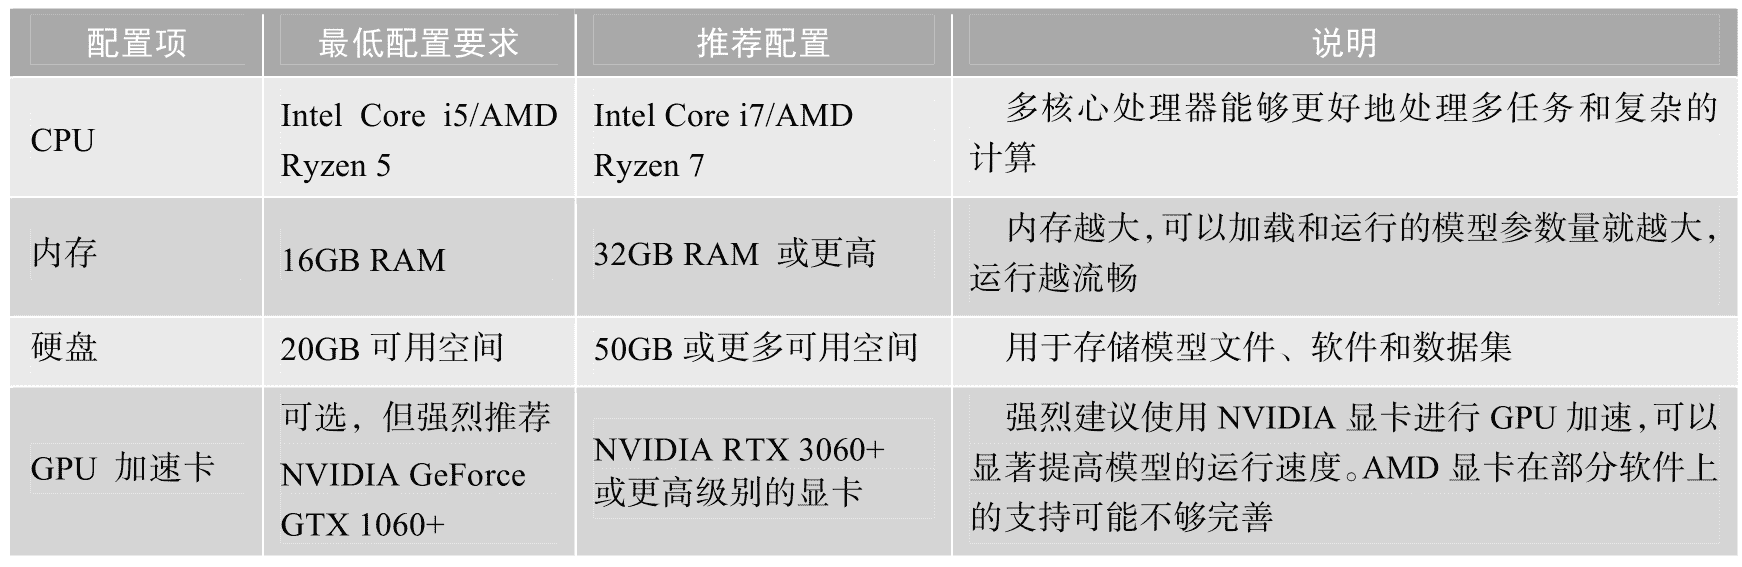 配置项
最低配置要求
推荐配置
说明
CPU
Intel Core i5/AMD
Ryzen 5
Intel Core i7/AMD
Ryzen 7
多核心处理器能够更好地处理多任务和复杂的
计算
内存
16GB RAM
32GB RAM 或更高
内存越大，可以加载和运行的模型参数量就越大，
运行越流畅
硬盘
20GB 可用空间
50GB 或更多可用空间
用于存储模型文件、软件和数据集
GPU 加速卡
可选，但强烈推荐
NVIDIA GeForce
GTX 1060+
NVIDIA RTX 3060+
或更高级别的显卡
强烈建议使用 NVIDIA 显卡进行 GPU 加速，可以
显著提高模型的运行速度。AMD 显卡在部分软件上
的支持可能不够完善